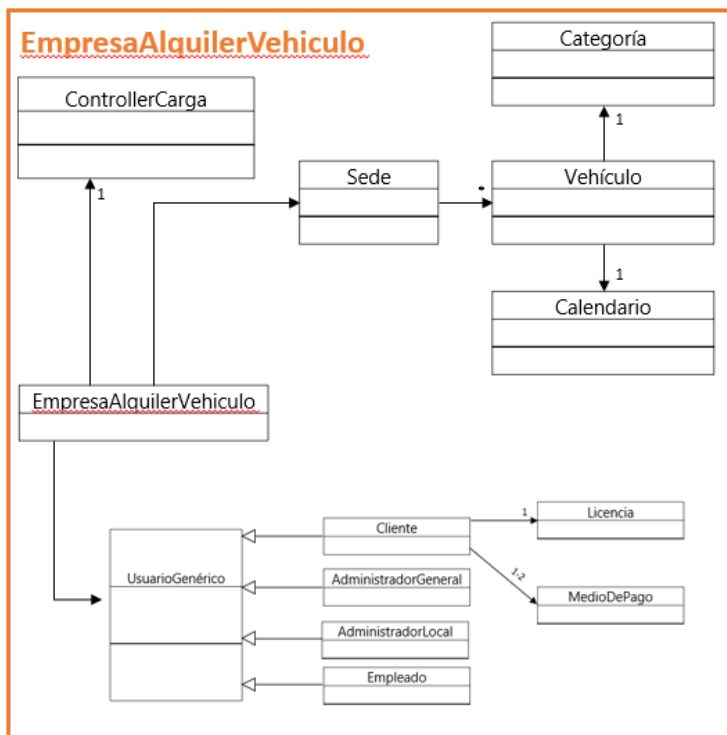 EmpresaAlquilerVehiculo
Categoría
ControllerCarga
1
1
Sede
*
Vehículo
1
Calendario
EmpresaAlquilerVehiculo
Cliente
1
Licencia
UsuarioGenérico
AdministradorGeneral
1-2
MedioDePago
AdministradorLocal
Empleado